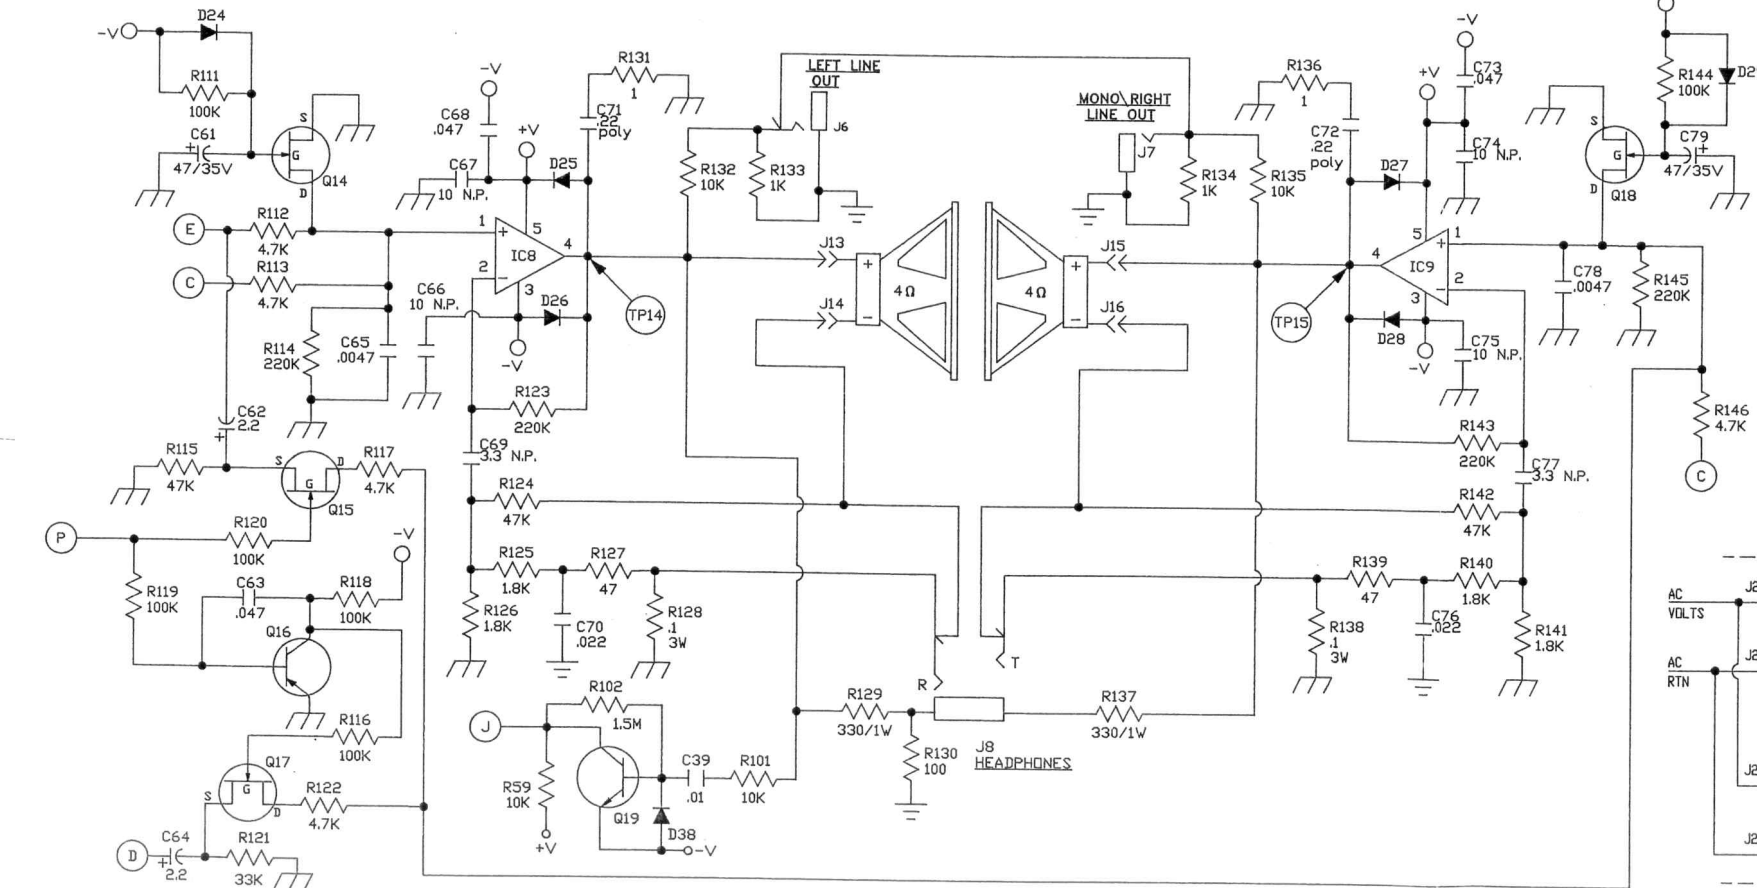 D24
-V
R111
100K
C61
+
47/35V
S
G
Q14
D
E
R112
4.7K
C
R113
4.7K
R114
220K
C65
.0047
C62
2.2
+
R115
47K
S
D
G
Q15
R117
4.7K
P
R120
100K
-V
R119
100K
C63
.047
R118
100K
Q16
R116
100K
Q17
G
S
D
R122
4.7K
D
C64
+
2.2
R121
33K
-V
C68
.047
+V
C67
10 N.P.
D25
R131
1
C71
.22
poly
1
+
5
IC8
4
2
-
3
C66
10 N.P.
D26
-V
TP14
R123
220K
C69
3.3 N.P.
R124
47K
R125
1.8K
R127
47
R126
1.8K
C70
.022
R128
.1
3W
LEFT LINE
OUT
J6
R132
10K
R133
1K
J13
+
4Ω
J14
-
MONO\RIGHT
LINE OUT
J7
R134
1K
R135
10K
J15
+
4Ω
J16
-
R136
1
C72
.22
poly
-V
C73
.047
+V
C74
10 N.P.
D27
4
5
1
+
IC9
2
-
3
TP15
D28
-V
C75
10 N.P.
R143
220K
C77
3.3 N.P.
R142
47K
R139
47
R140
1.8K
R138
.1
3W
C76
.022
R141
1.8K
S
G
D
Q18
R144
100K
C79
+
47/35V
C78
.0047
R145
220K
R146
4.7K
C
R
T
J
R102
1.5M
R59
10K
+V
Q19
C39
.01
R101
10K
D38
-V
R129
330/1W
R130
100
R137
330/1W
J8
HEADPHONES
AC
VOLTS
AC
RTN